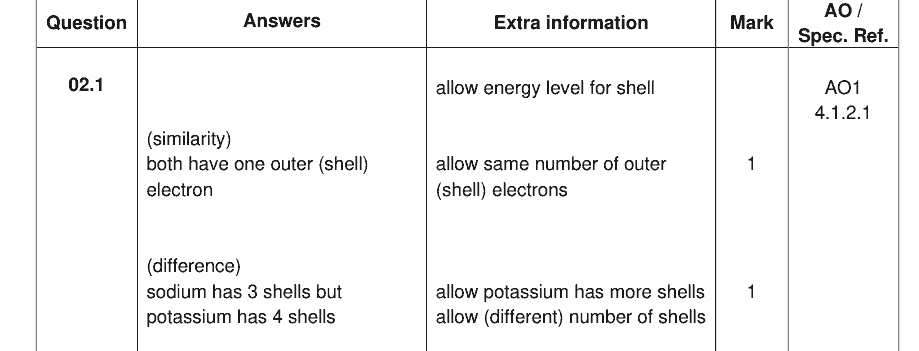 Question Answers Extra information Mark AO /
Spec. Ref.
02.1 allow energy level for shell AO1
4.1.2.1
(similarity)
both have one outer (shell) allow same number of outer 1
electron (shell) electrons
(difference)
sodium has 3 shells but allow potassium has more shells 1
potassium has 4 shells allow (different) number of shells